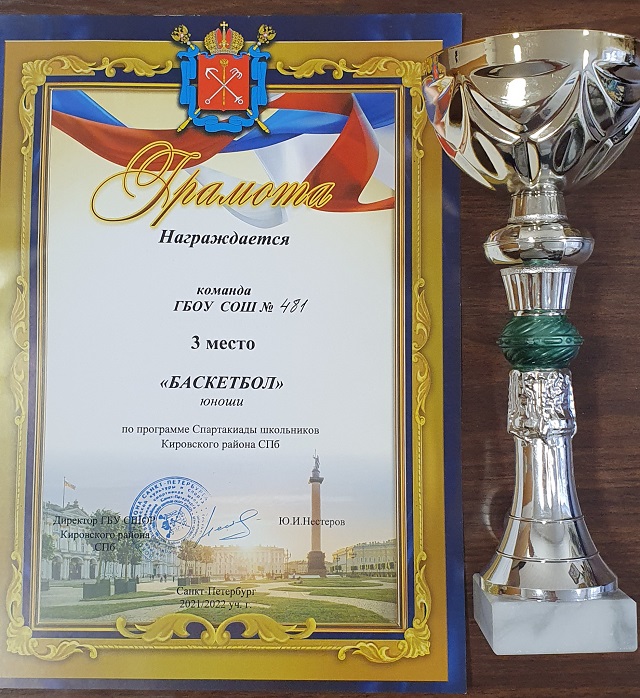 Грамота
Награждается
команда
ГБОУ СОШ № 481
3 место
«БАСКЕТБОЛ»
юноши
по программе Спартакиады школьников
Кировского района СПб
Директор ГБУ СШОР
Ю.И.Нестеров
Кировского района
СПб
Санкт-Петербург
2021/2022 уч. г.